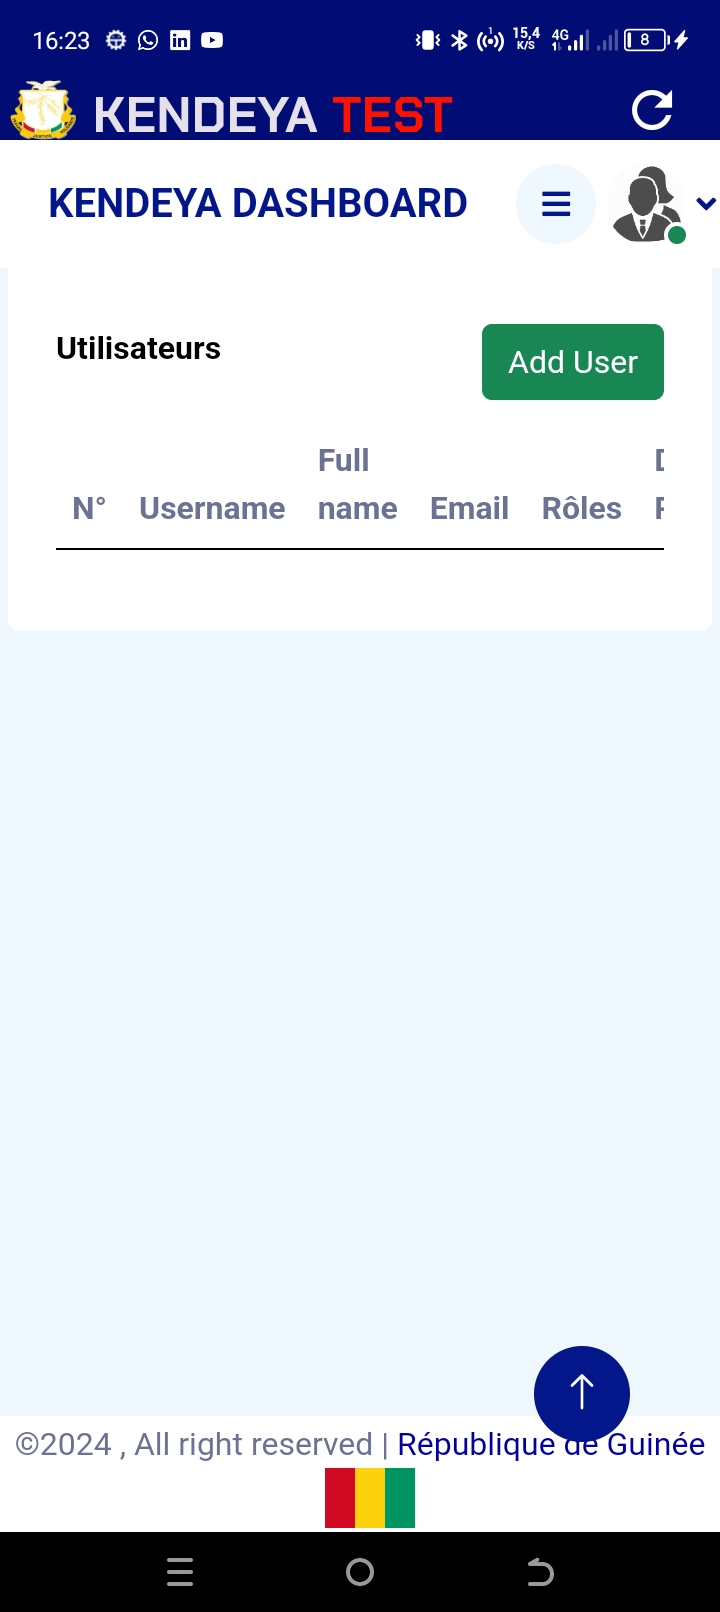 16:23 15,4 K/S 4G 8
KENDEYA TEST
KENDEYA DASHBOARD
Utilisateurs
Add User
N° Username Full name Email Rôles
©2024 , All right reserved | République de Guinée